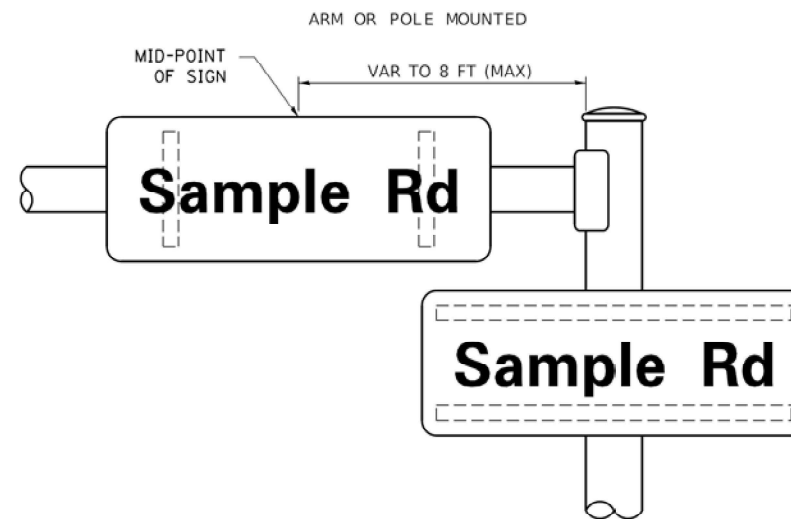 ARM OR POLE MOUNTED
MID-POINT
OF SIGN
VAR TO 8 FT (MAX)
Sample Rd
Sample Rd